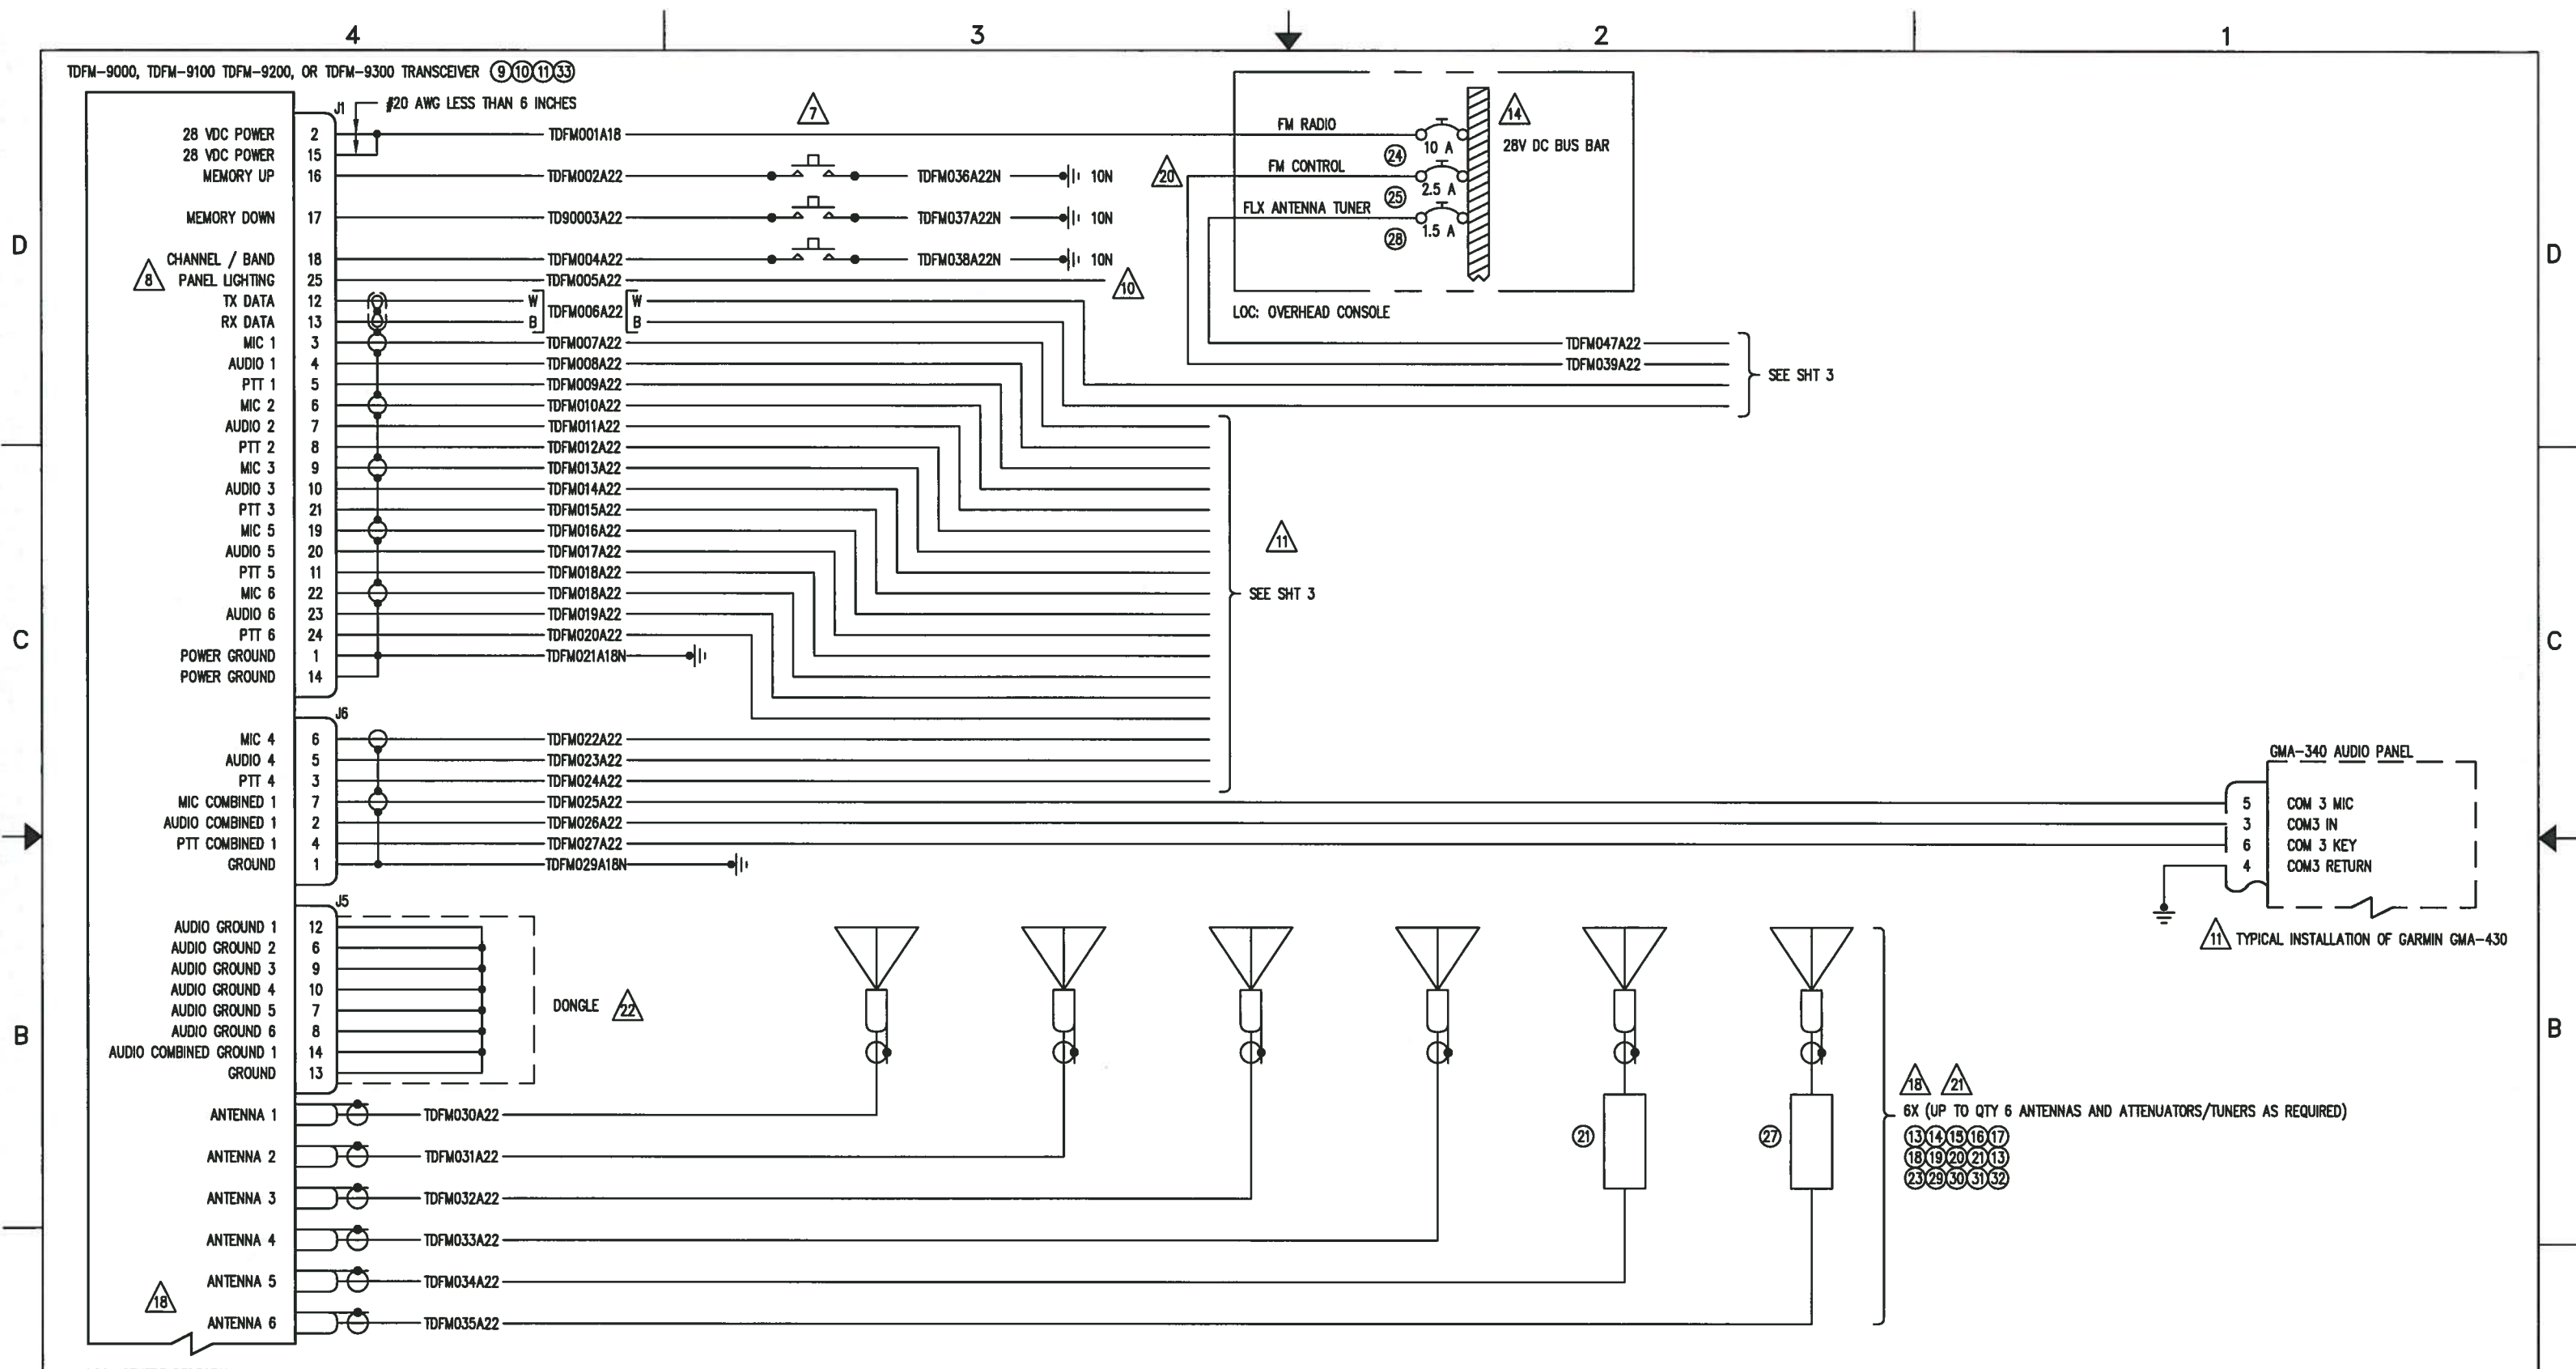 4 3 2 1
TDFM-9000, TDFM-9100 TDFM-9200, OR TDFM-9300 TRANSCEIVER 9 10 11 33
J1
#20 AWG LESS THAN 6 INCHES
7
28 VDC POWER 2 TDFM001A18
28 VDC POWER 15
MEMORY UP 16 TDFM002A22 TDFM036A22N 10N
MEMORY DOWN 17 TD90003A22 TDFM037A22N 10N
CHANNEL / BAND 18 TDFM004A22 TDFM038A22N 10N
8 PANEL LIGHTING 25 TDFM005A22 10
TX DATA 12 W TDFM006A22 W
RX DATA 13 B B
MIC 1 3 TDFM007A22
AUDIO 1 4 TDFM008A22
PTT 1 5 TDFM009A22
MIC 2 6 TDFM010A22
AUDIO 2 7 TDFM011A22
PTT 2 8 TDFM012A22
MIC 3 9 TDFM013A22
AUDIO 3 10 TDFM014A22
PTT 3 21 TDFM015A22
MIC 5 19 TDFM016A22
AUDIO 5 20 TDFM017A22
PTT 5 11 TDFM018A22
MIC 6 22 TDFM018A22
AUDIO 6 23 TDFM019A22
PTT 6 24 TDFM020A22
POWER GROUND 1 TDFM021A18N
POWER GROUND 14
11
SEE SHT 3
FM RADIO 24 10 A
14
28V DC BUS BAR
20
FM CONTROL 25 2.5 A
FLX ANTENNA TUNER 28 1.5 A
LOC: OVERHEAD CONSOLE
TDFM047A22
TDFM039A22
SEE SHT 3
D D
C C
B B
J6
MIC 4 6 TDFM022A22
AUDIO 4 5 TDFM023A22
PTT 4 3 TDFM024A22
MIC COMBINED 1 7 TDFM025A22
AUDIO COMBINED 1 2 TDFM026A22
PTT COMBINED 1 4 TDFM027A22
GROUND 1 TDFM029A18N
GMA-340 AUDIO PANEL
5 COM 3 MIC
3 COM3 IN
6 COM 3 KEY
4 COM3 RETURN
11 TYPICAL INSTALLATION OF GARMIN GMA-430
J5
AUDIO GROUND 1 12
AUDIO GROUND 2 6
AUDIO GROUND 3 9
AUDIO GROUND 4 10
AUDIO GROUND 5 7
AUDIO GROUND 6 8
AUDIO COMBINED GROUND 1 14
GROUND 13
DONGLE 22
ANTENNA 1 TDFM030A22
ANTENNA 2 TDFM031A22
ANTENNA 3 TDFM032A22
ANTENNA 4 TDFM033A22
ANTENNA 5 TDFM034A22
18
ANTENNA 6 TDFM035A22
21 27
18 21
6X (UP TO QTY 6 ANTENNAS AND ATTENUATORS/TUNERS AS REQUIRED)
13 14 15 16 17
18 19 20 21 13
23 29 30 31 32